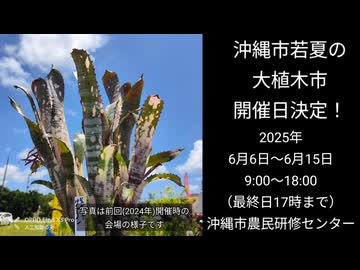 沖縄市若夏の
大植木市
開催日決定！
2025年
6月6日～6月15日
9:00～18:00
（最終日17時まで）
沖縄市農民研修センター
写真は前回(2024年)開催時の
会場の様子です